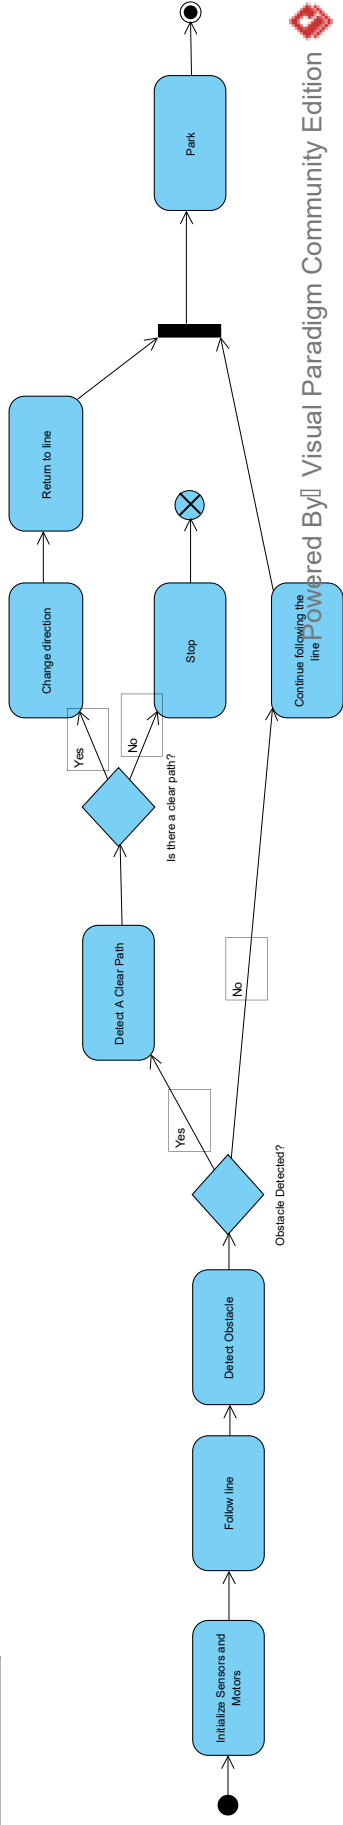 Initialize Sensors and
Motors
Follow line
Detect Obstacle
Obstacle Detected?
Yes
No
Detect A Clear Path
Is there a clear path?
Yes
No
Change direction
Stop
Continue following the
line
Return to line
Park
Powered By Visual Paradigm Community Edition